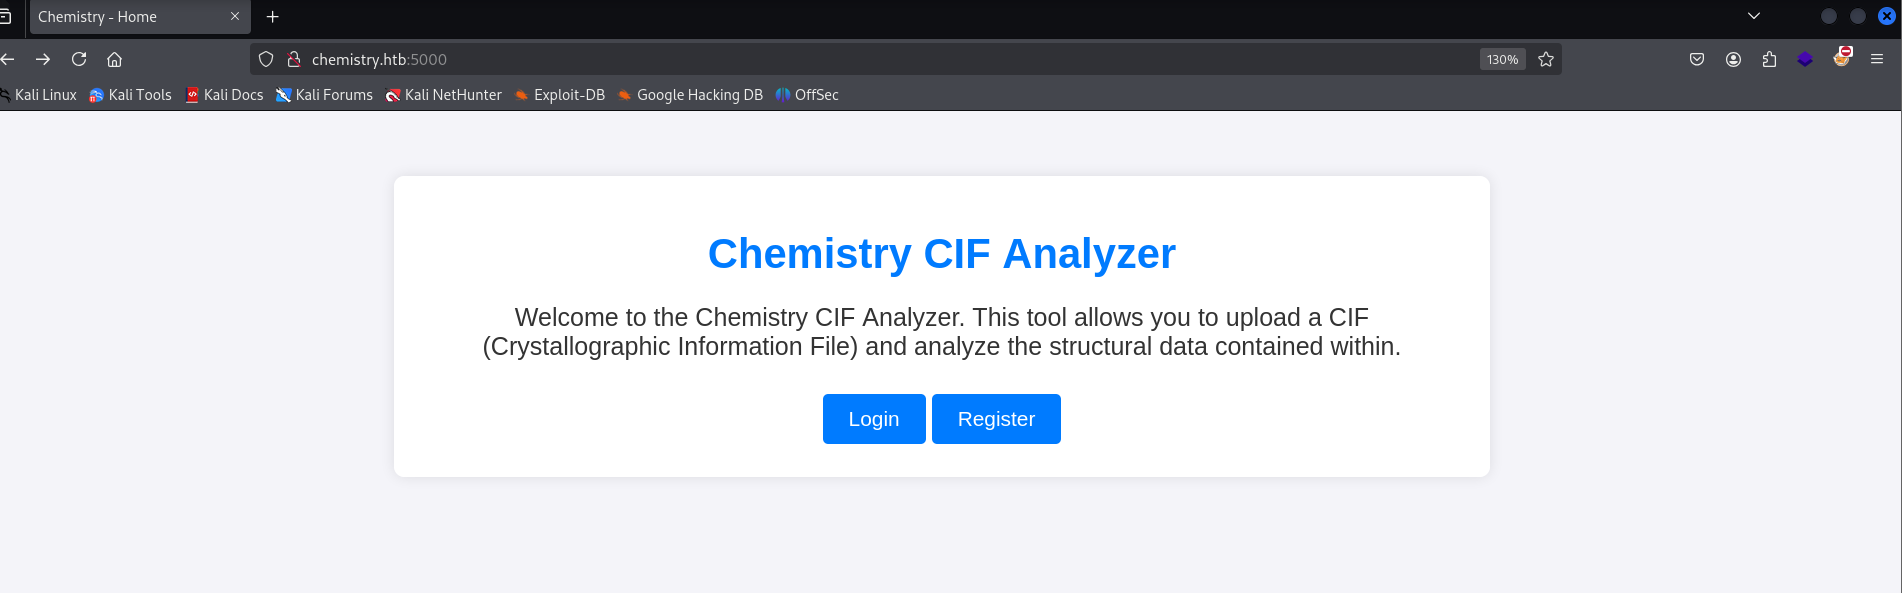 Chemistry - Home
chemistry.htb:5000
130%
Kali Linux Kali Tools Kali Docs Kali Forums Kali NetHunter Exploit-DB Google Hacking DB OffSec
Chemistry CIF Analyzer
Welcome to the Chemistry CIF Analyzer. This tool allows you to upload a CIF
(Crystallographic Information File) and analyze the structural data contained within.
Login Register